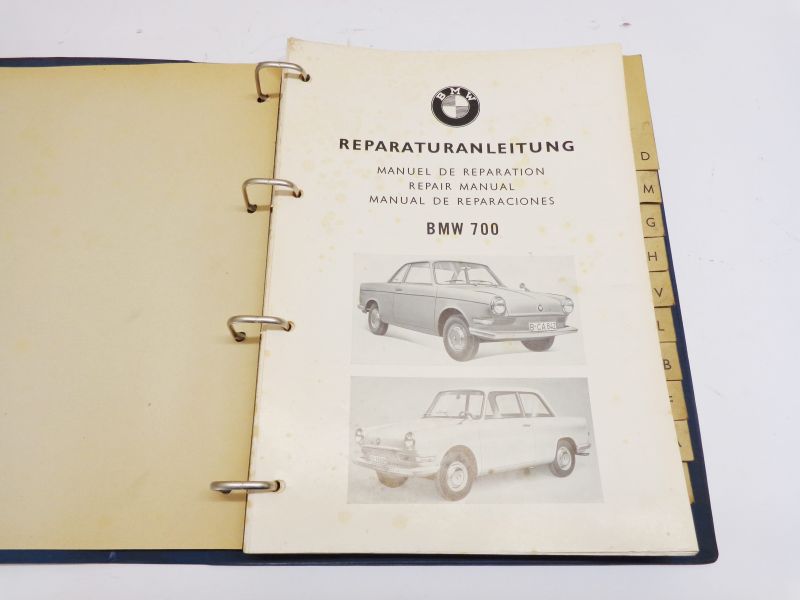 BMW
REPARATURANLEITUNG
MANUEL DE REPARATION
REPAIR MANUAL
MANUAL DE REPARACIONES
BMW 700
D
M
G
H
V
L
B